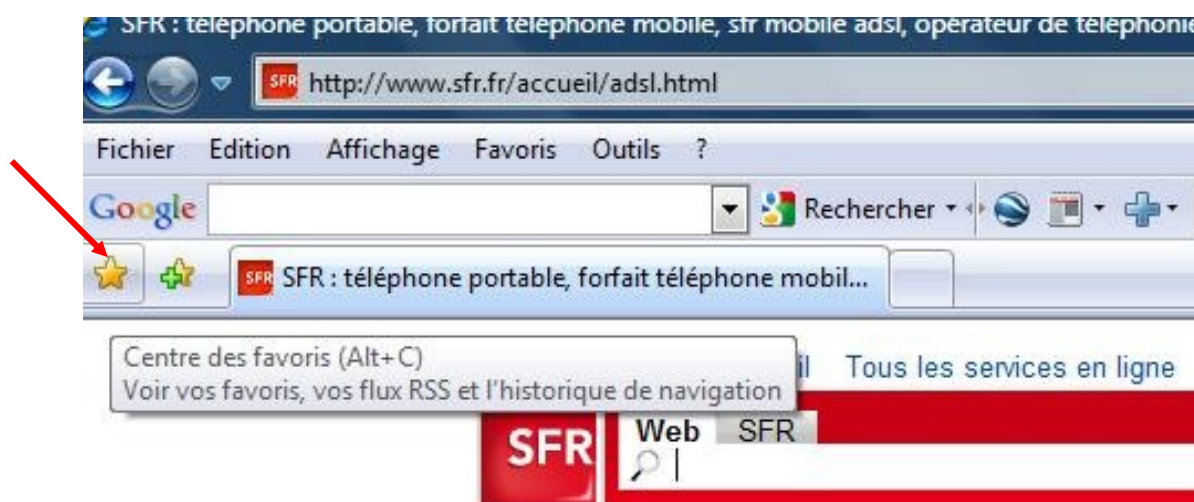 SFR : téléphone portable, forfait téléphone mobile, sfr mobile adsl, opérateur de téléphonie
SFR http://www.sfr.fr/accueil/adsl.html
Fichier Edition Affichage Favoris Outils ?
Google Rechercher
SFR SFR : téléphone portable, forfait téléphone mobil...
Centre des favoris (Alt+C)
Voir vos favoris, vos flux RSS et l'historique de navigation
il Tous les services en ligne
SFR
Web SFR